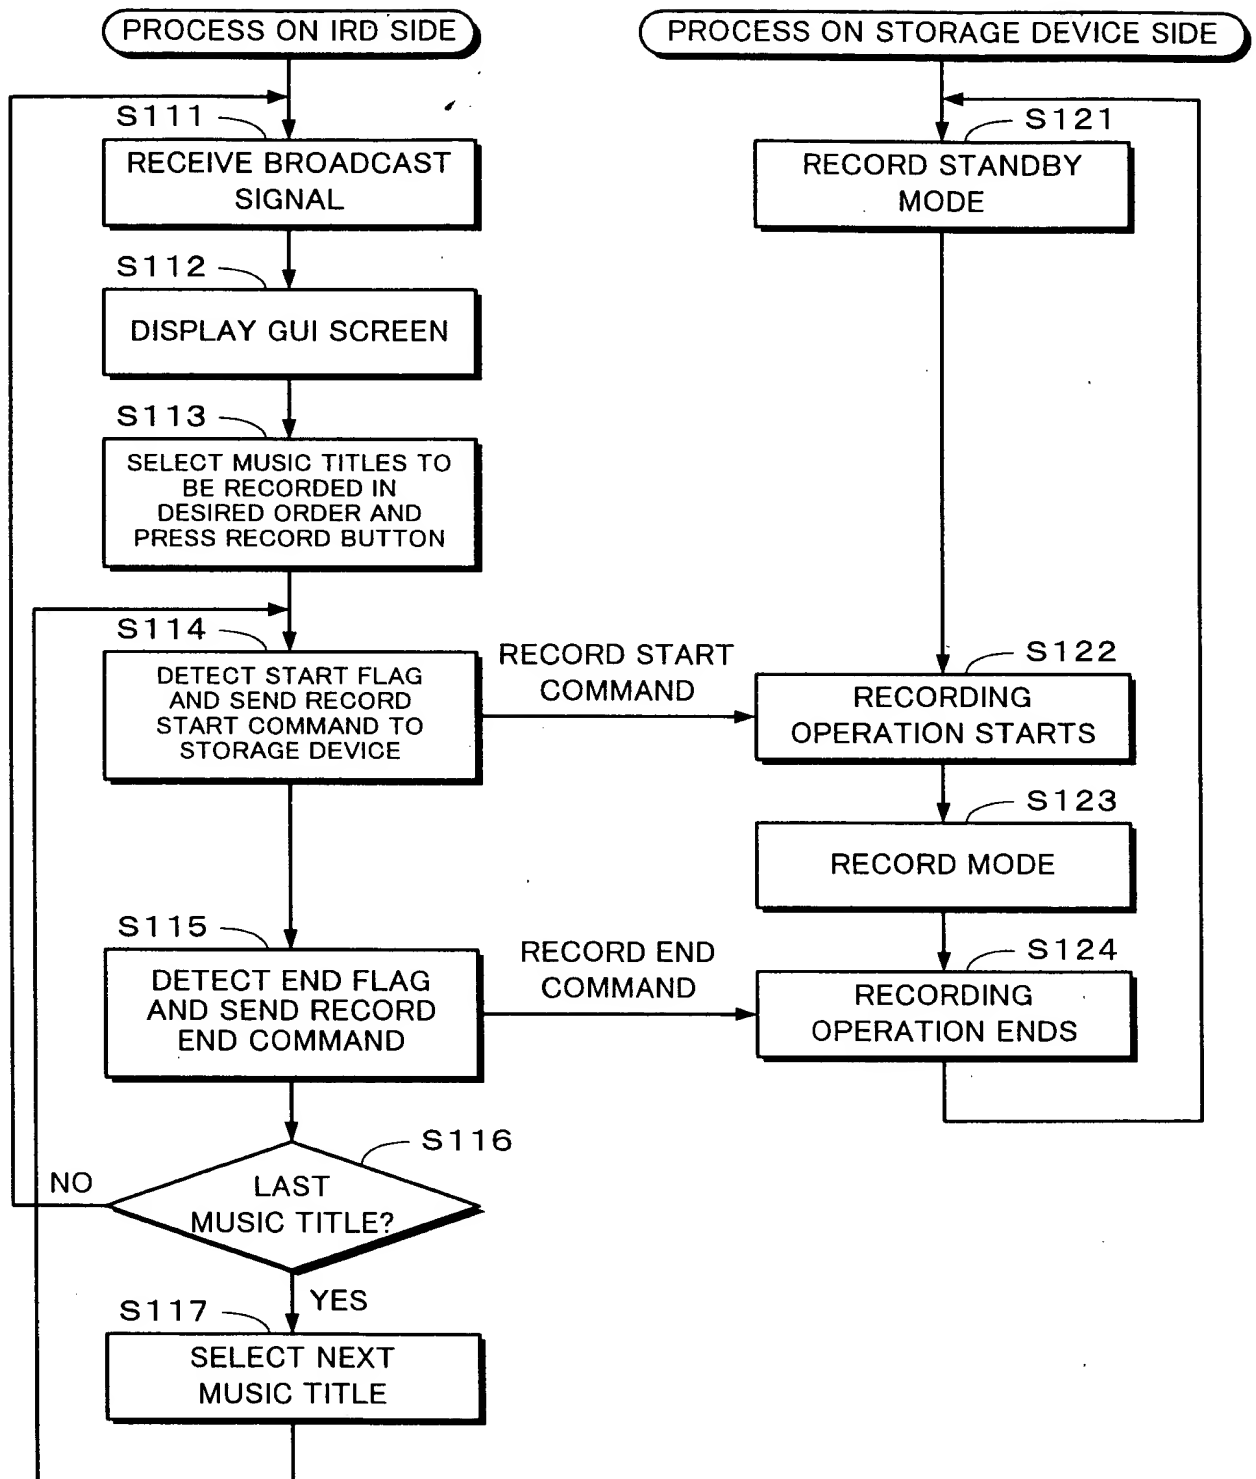 PROCESS ON IRD SIDE
S111
RECEIVE BROADCAST
SIGNAL
S112
DISPLAY GUI SCREEN
S113
SELECT MUSIC TITLES TO
BE RECORDED IN
DESIRED ORDER AND
PRESS RECORD BUTTON
S114
DETECT START FLAG
AND SEND RECORD
START COMMAND TO
STORAGE DEVICE
RECORD START
COMMAND
S115
DETECT END FLAG
AND SEND RECORD
END COMMAND
RECORD END
COMMAND
S116
LAST
MUSIC TITLE?
NO
YES
S117
SELECT NEXT
MUSIC TITLE
PROCESS ON STORAGE DEVICE SIDE
S121
RECORD STANDBY
MODE
S122
RECORDING
OPERATION STARTS
S123
RECORD MODE
S124
RECORDING
OPERATION ENDS